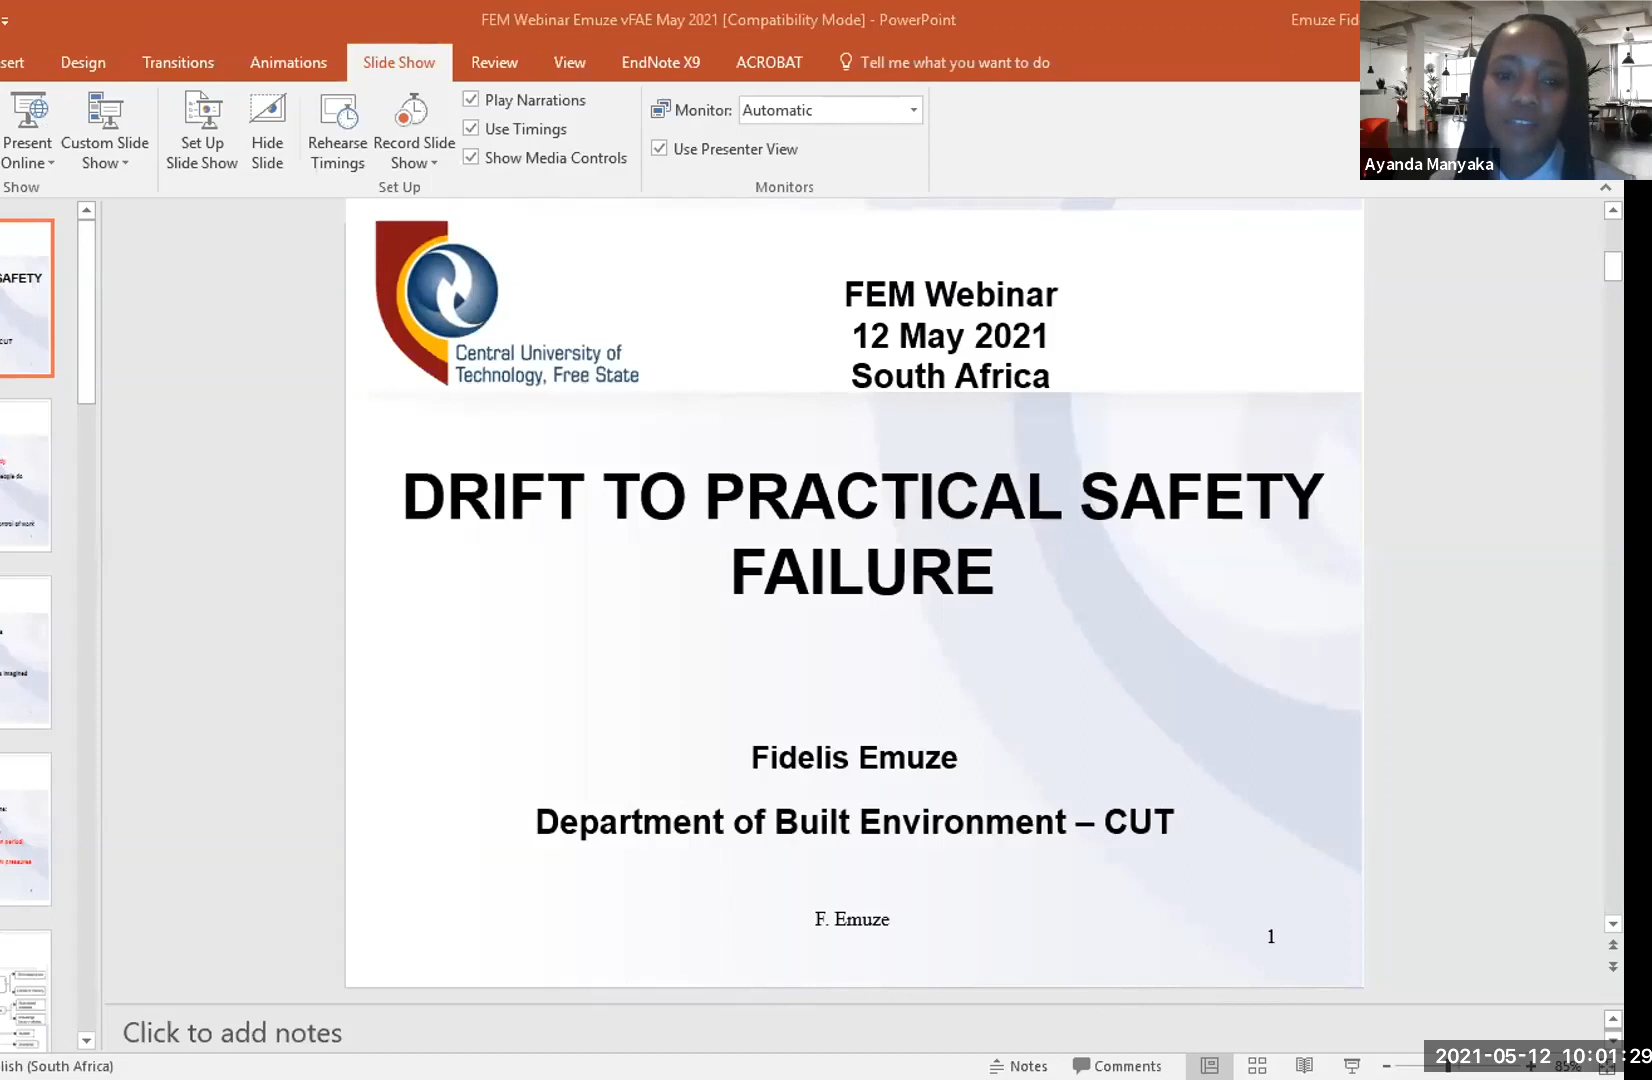 FEM Webinar Emuze vFAE May 2021 [Compatibility Mode] - PowerPoint
Emuze Fid
sert Design Transitions Animations Slide Show Review View EndNote X9 ACROBAT Tell me what you want to do
Present Online
Custom Slide Show
Set Up Slide Show
Hide Slide
Rehearse Timings
Record Slide Show
Play Narrations
Use Timings
Show Media Controls
Monitor: Automatic
Use Presenter View
Show
Set Up
Monitors
Ayanda Manyaka
SAFETY
CUT
Central University of
Technology, Free State
FEM Webinar
12 May 2021
South Africa
DRIFT TO PRACTICAL SAFETY
FAILURE
Fidelis Emuze
Department of Built Environment – CUT
F. Emuze
1
Click to add notes
lish (South Africa)
Notes
Comments
85%
2021-05-12 10:01:29